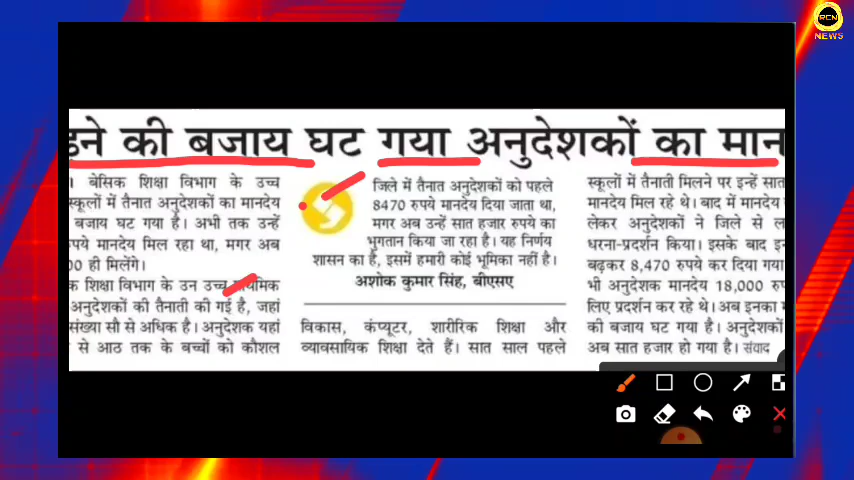 RCN
NEWS
की बजाय घट गया अनुदेशकों का मान
बेसिक शिक्षा विभाग के उच्च
में तैनात अनुदेशकों का मानदेय
बजाय घट गया है। अभी तक उन्हें
मानदेय मिल रहा था, मगर अब
ही मिलेंगे।
शिक्षा विभाग के उन उच्च
अनुदेशकों की तैनाती की गई है, जहां
संख्या सौ से अधिक है। अनुदेशक यहां
से आठ तक के बच्चों को कौशल
जिले में तैनात अनुदेशकों को पहले
8470 रुपये मानदेय दिया जाता था,
मगर अब उन्हें सात हजार रुपये का
भुगतान किया जा रहा है। यह निर्णय
शासन का है, इसमें हमारी कोई भूमिका नहीं है।
अशोक कुमार सिंह, बीएसए
विकास, कंप्यूटर, शारीरिक शिक्षा और
व्यावसायिक शिक्षा देते हैं। सात साल पहले
स्कूलों में तैनाती मिलने पर इन्हें सात
मानदेय मिल रहे थे। बाद में मानदेय
लेकर अनुदेशकों ने जिले से
धरना-प्रदर्शन किया। इसके बाद
बढ़कर 8,470 रुपये कर दिया गया
भी अनुदेशक मानदेय 18,000
लिए प्रदर्शन कर रहे थे। अब इनका
की बजाय घट गया है। अनुदेशकों
अब सात हजार हो गया है। संवाद